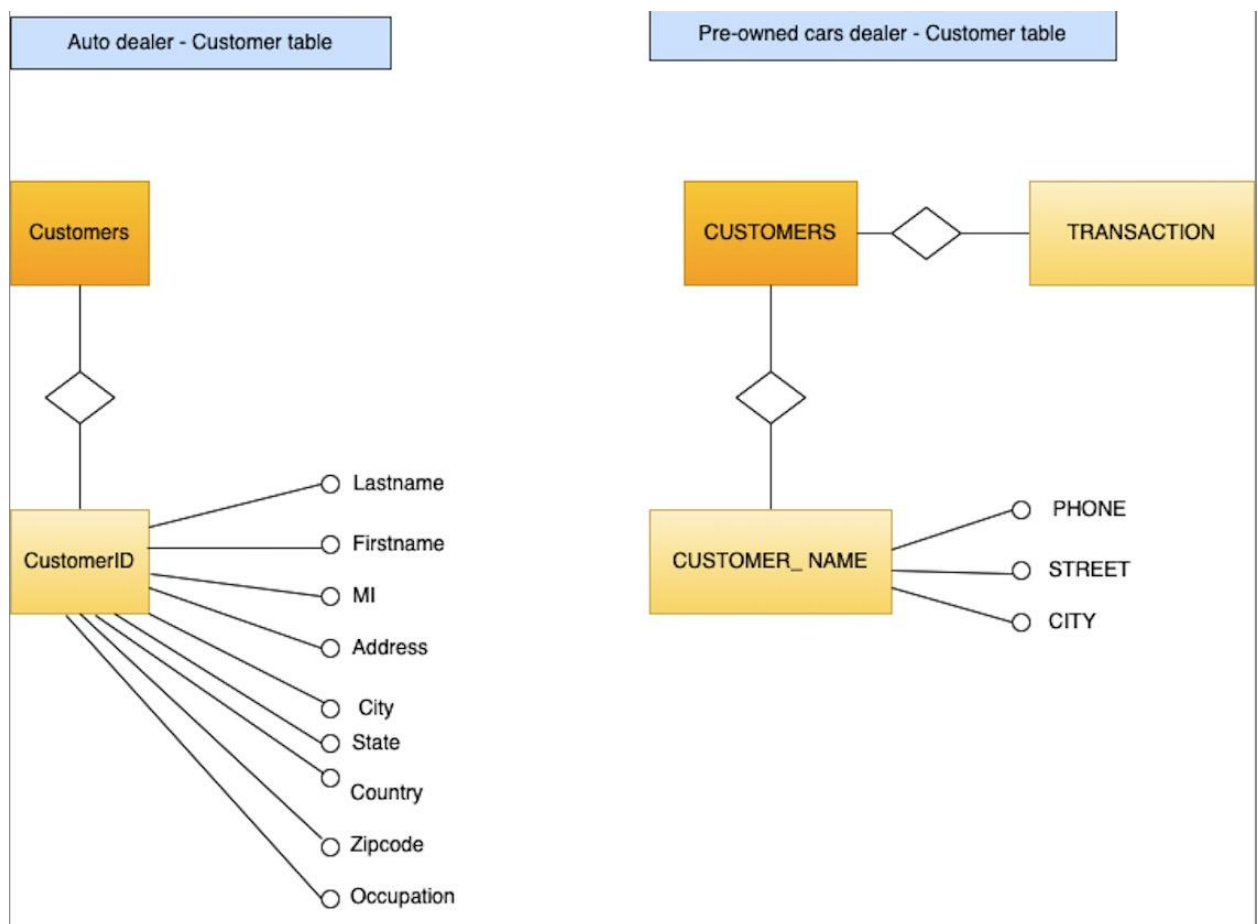 Auto dealer - Customer table
Pre-owned cars dealer - Customer table
Customers
CUSTOMERS
TRANSACTION
Lastname
Firstname
CustomerID
MI
Address
City
State
Country
Zipcode
Occupation
CUSTOMER_ NAME
PHONE
STREET
CITY